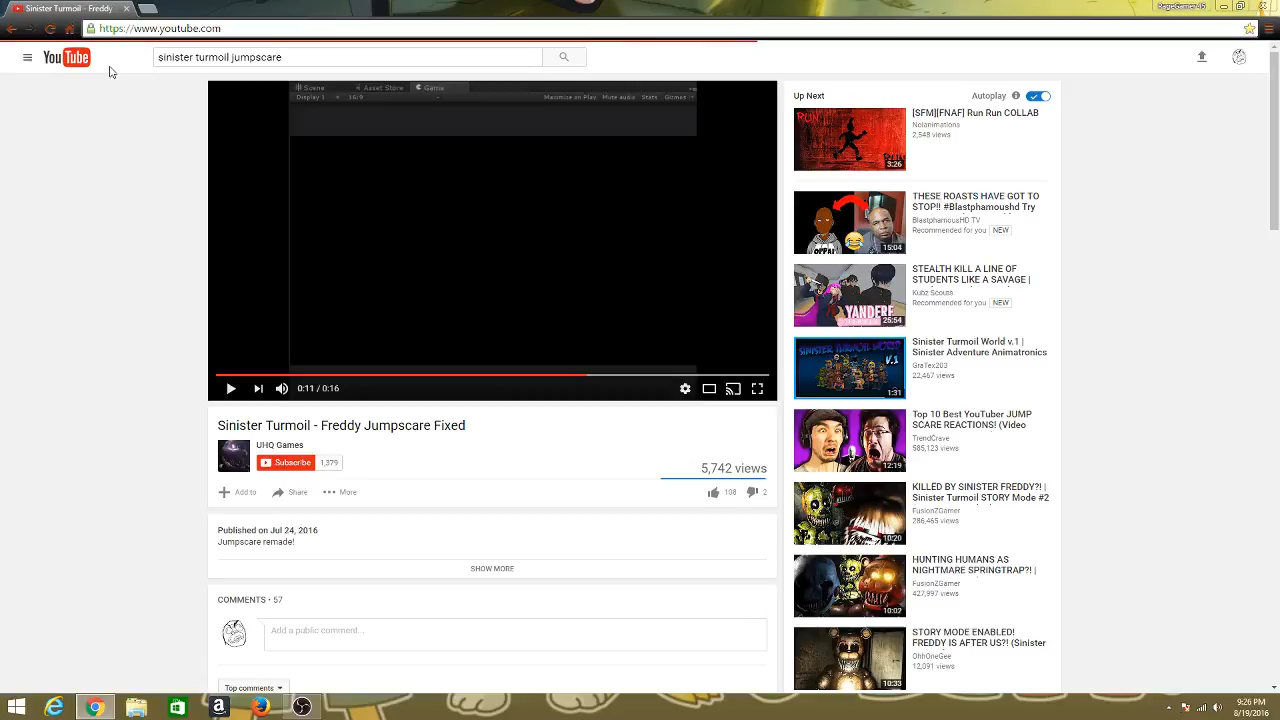 Sinister Turmoil - Freddy
RageGamer 45
https://www.youtube.com
YouTube
sinister turmoil jumpscare
Scene
Asset Store
Game
Display 1
16:9
Maximise on Play
Mute audio
Stats
Gizmos
0:11 / 0:16
Sinister Turmoil - Freddy Jumpscare Fixed
UHQ Games
Subscribe
1,379
5,742 views
Add to
Share
More
108
2
Published on Jul 24, 2016
Jumpscare remade!
SHOW MORE
COMMENTS • 57
Add a public comment...
Top comments
Up Next
Autoplay
RUN
3:26
[SFM][FNAF] Run Run COLLAB
Nolanimations
2,548 views
15:04
THESE ROASTS HAVE GOT TO
STOP!! #Blastphamoushd Try
BlastphamousHD TV
Recommended for you
NEW
YANDERE
25:54
STEALTH KILL A LINE OF
STUDENTS LIKE A SAVAGE |
Kubz Scouts
Recommended for you
NEW
SINISTER TURMOIL WORLD
V.1
1:31
Sinister Turmoil World v.1 |
Sinister Adventure Animatronics
GraTex203
22,467 views
12:19
Top 10 Best YouTuber JUMP
SCARE REACTIONS! (Video
TrendCrave
585,123 views
10:20
KILLED BY SINISTER FREDDY?! |
Sinister Turmoil STORY Mode #2
FusionZGamer
286,465 views
10:02
HUNTING HUMANS AS
NIGHTMARE SPRINGTRAP?! |
FusionZGamer
427,997 views
10:33
STORY MODE ENABLED!
FREDDY IS AFTER US?! (Sinister
OhhOneGee
12,091 views
9:26 PM
8/19/2016